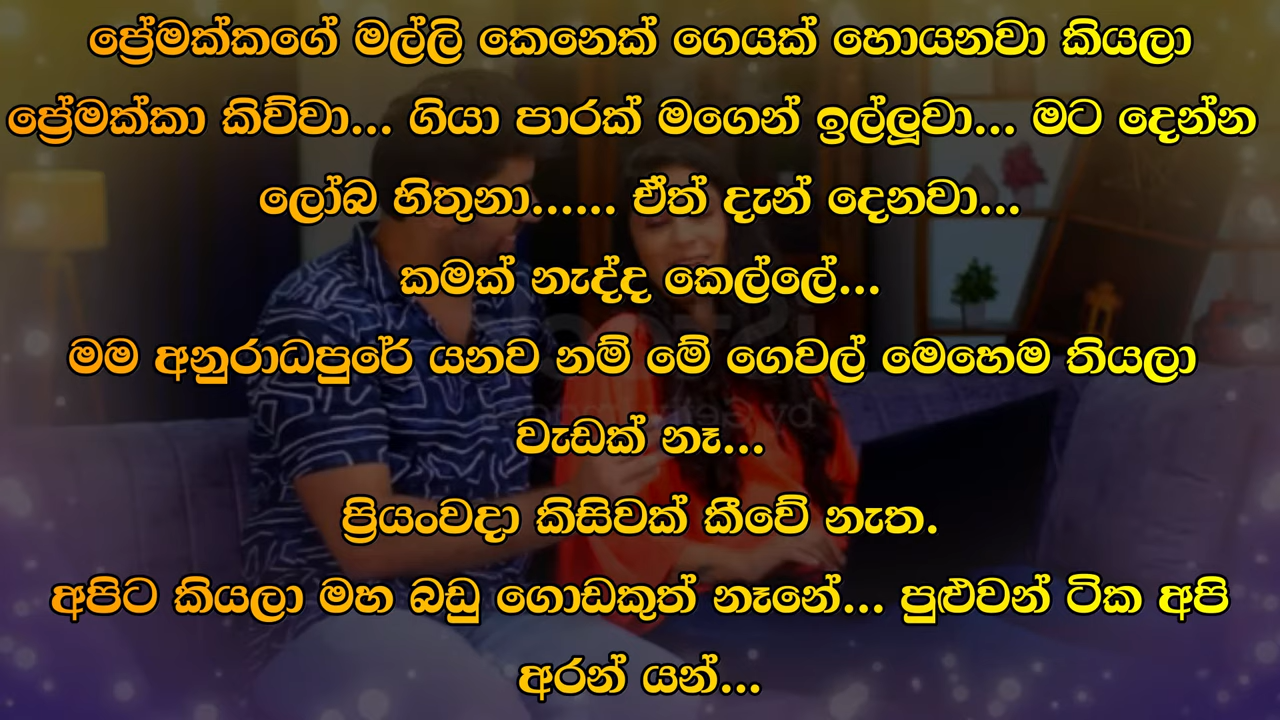 ප්‍රේමක්කගේ මල්ලි කෙනෙක් ගෙයක් හොයනවා කියලා
ප්‍රේමක්කා කිව්වා... ගියා පාරක් මගෙන් ඉල්ලූවා... මට දෙන්න
ලෝබ හිතුනා...... ඒත් දැන් දෙනවා...
කමක් නැද්ද කෙල්ලේ...
මම අනුරාධපුරේ යනව නම් මේ ගෙවල් මෙහෙම තියලා
වැඩක් නෑ...
ප්‍රියංවදා කිසිවක් කීවේ නැත.
අපිට කියලා මහ බඩු ගොඩකුත් නෑනේ... පුළුවන් ටික අපි
අරන් යන්...